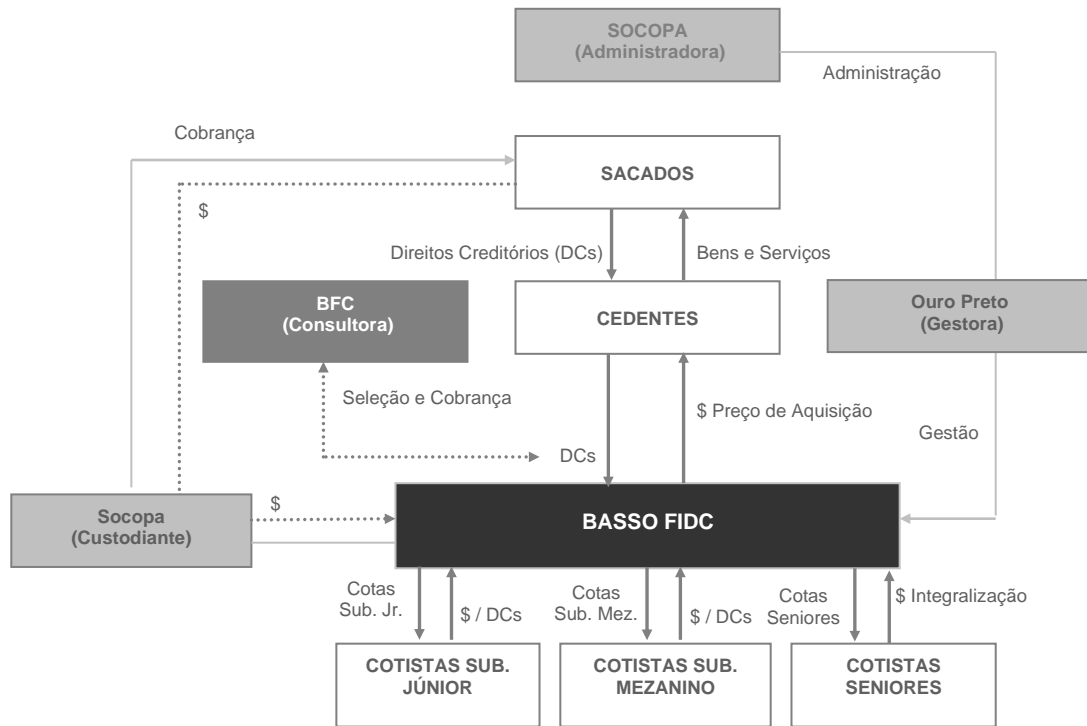 SOCOPA
(Administradora)
Administração
Cobrança
SACADOS
$
Direitos Creditórios (DCs)
Bens e Serviços
BFC
(Consultora)
CEDENTES
Ouro Preto
(Gestora)
Seleção e Cobrança
$ Preço de Aquisição
Gestão
DCs
Socopa
(Custodiante)
$
BASSO FIDC
Cotas
Sub. Jr.
$ / DCs
Cotas
Sub. Mez.
$ / DCs
Cotas
Seniores
$ Integralização
COTISTAS SUB.
JÚNIOR
COTISTAS SUB.
MEZANINO
COTISTAS
SENIORES